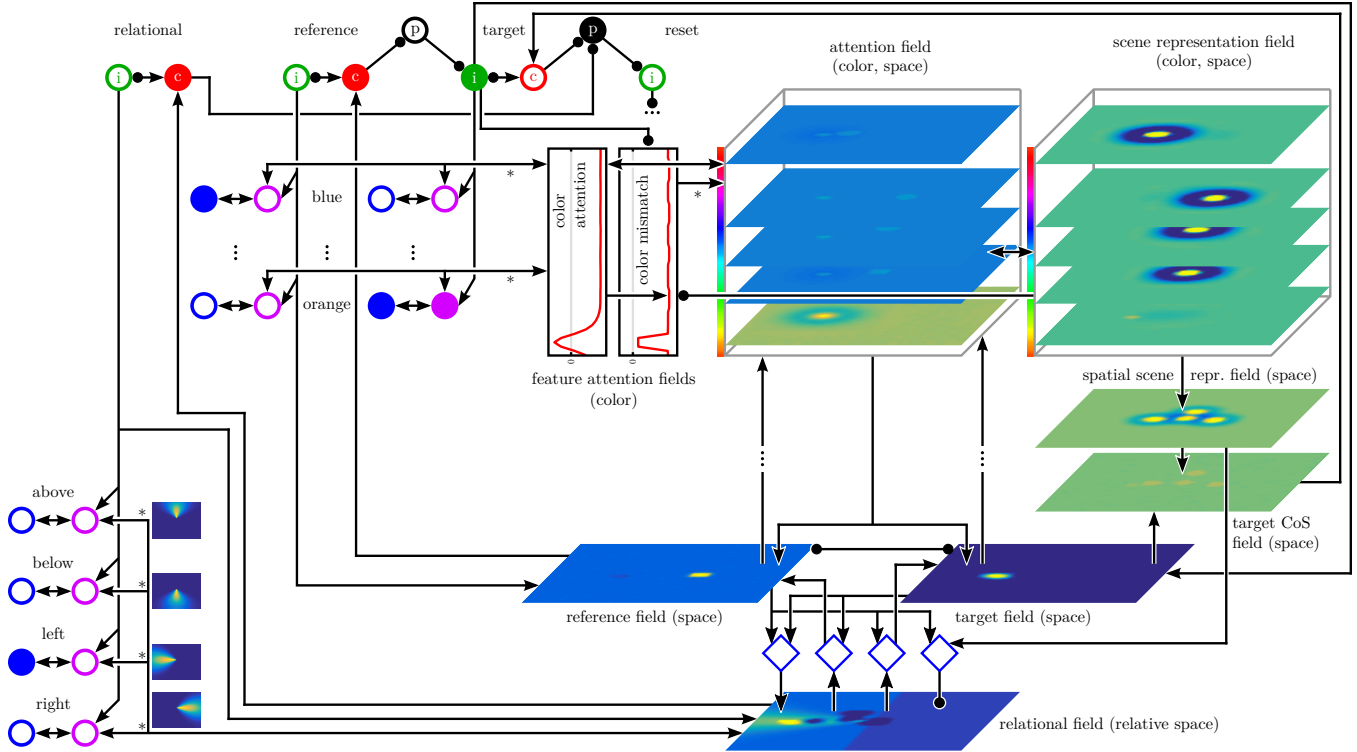 relational
reference
target
reset
i
c
i
c
p
i
c
p
i
...
attention field
(color, space)
scene representation field
(color, space)
color
attention
color mismatch
*
*
*
blue
orange
0
0
feature attention fields
(color)
spatial scene repr. field (space)
target CoS
field (space)
above
*
below
*
left
*
right
*
reference field (space)
target field (space)
relational field (relative space)